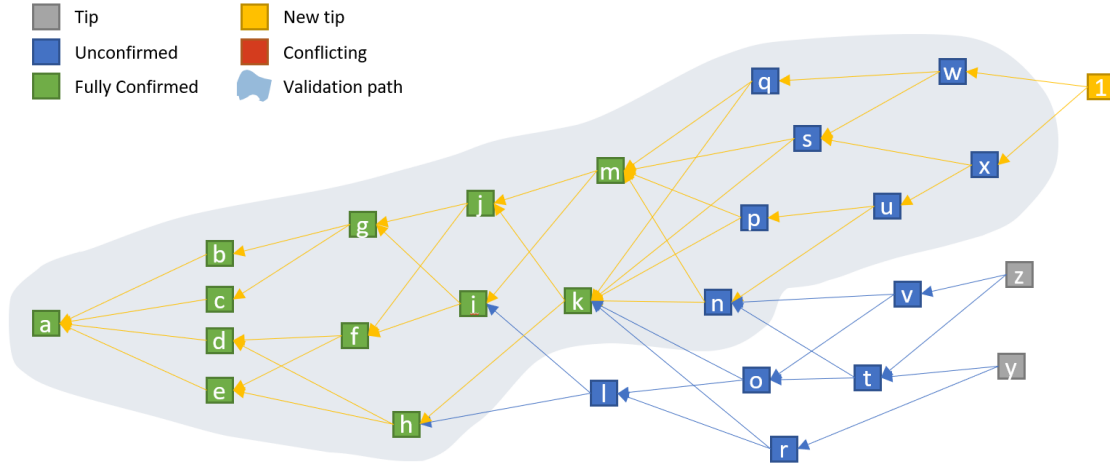 Tip
New tip
Unconfirmed
Conflicting
Fully Confirmed
Validation path
q
w
1
s
x
m
j
p
u
g
b
z
c
i
k
n
v
a
d
f
e
l
o
t
y
h
r